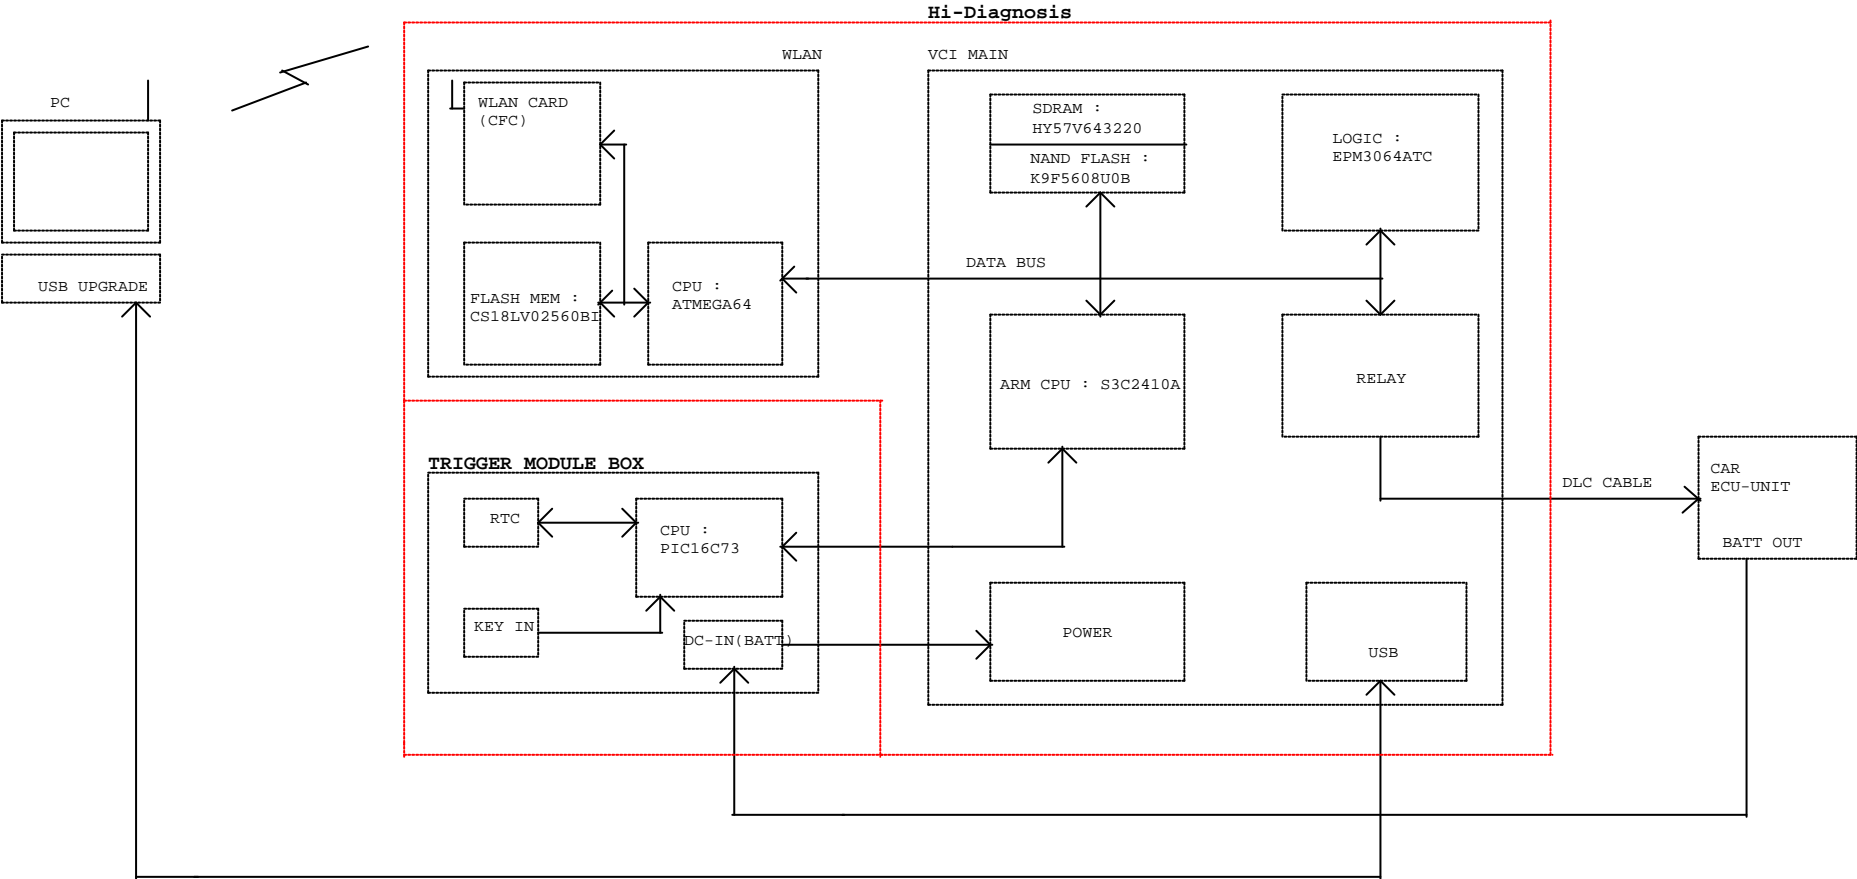 Hi-Diagnosis
WLAN
VCI MAIN
PC
WLAN CARD
(CFC)
SDRAM :
HY57V643220
NAND FLASH :
K9F5608U0B
LOGIC :
EPM3064ATC
DATA BUS
USB UPGRADE
FLASH MEM :
CS18LV02560BI
CPU :
ATMEGA64
ARM CPU : S3C2410A
RELAY
TRIGGER MODULE BOX
RTC
CPU :
PIC16C73
KEY IN
DC-IN(BATT)
POWER
USB
DLC CABLE
CAR
ECU-UNIT
BATT OUT